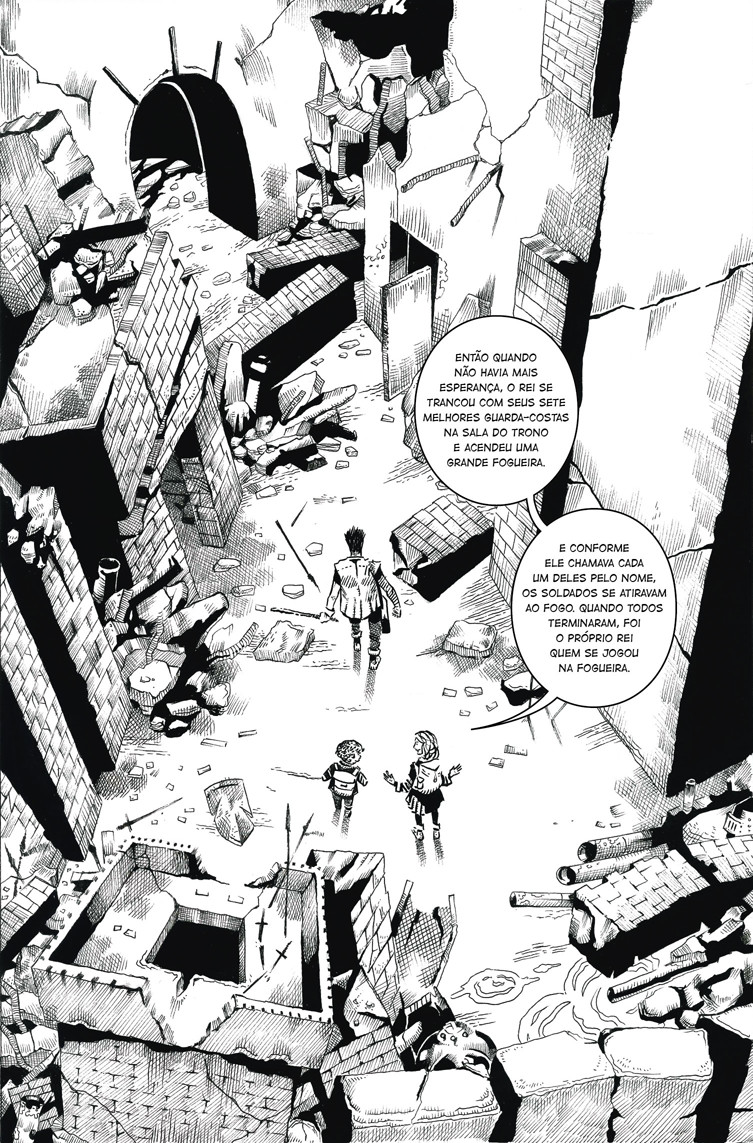 ENTÃO QUANDO
NÃO HAVIA MAIS
ESPERANÇA, O REI SE
TRANCOU COM SEUS SETE
MELHORES GUARDA-COSTAS
NA SALA DO TRONO
E ACENDEU UMA
GRANDE FOGUEIRA.
E CONFORME
ELE CHAMAVA CADA
UM DELES PELO NOME,
OS SOLDADOS SE ATIRAVAM
AO FOGO. QUANDO TODOS
TERMINARAM, FOI
O PRÓPRIO REI
QUEM SE JOGOU
NA FOGUEIRA.